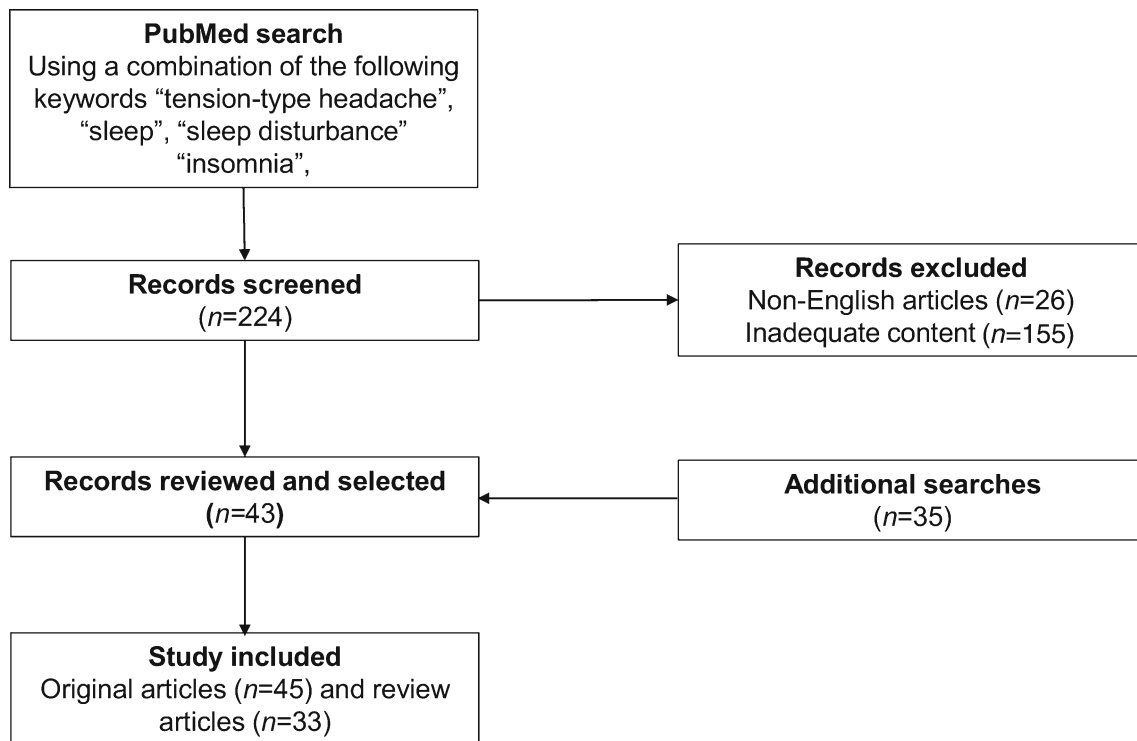 PubMed search
Using a combination of the following
keywords “tension-type headache”,
“sleep”, “sleep disturbance”
“insomnia”,
Records screened
(n=224)
Records excluded
Non-English articles (n=26)
Inadequate content (n=155)
Records reviewed and selected
(n=43)
Additional searches
(n=35)
Study included
Original articles (n=45) and review
articles (n=33)